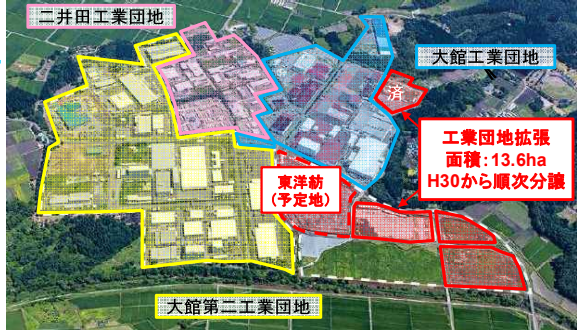 二井田工業団地
大館工業団地
済
工業団地拡張
面積：13.6ha
H30から順次分譲
東洋紡
（予定地）
大館第二工業団地